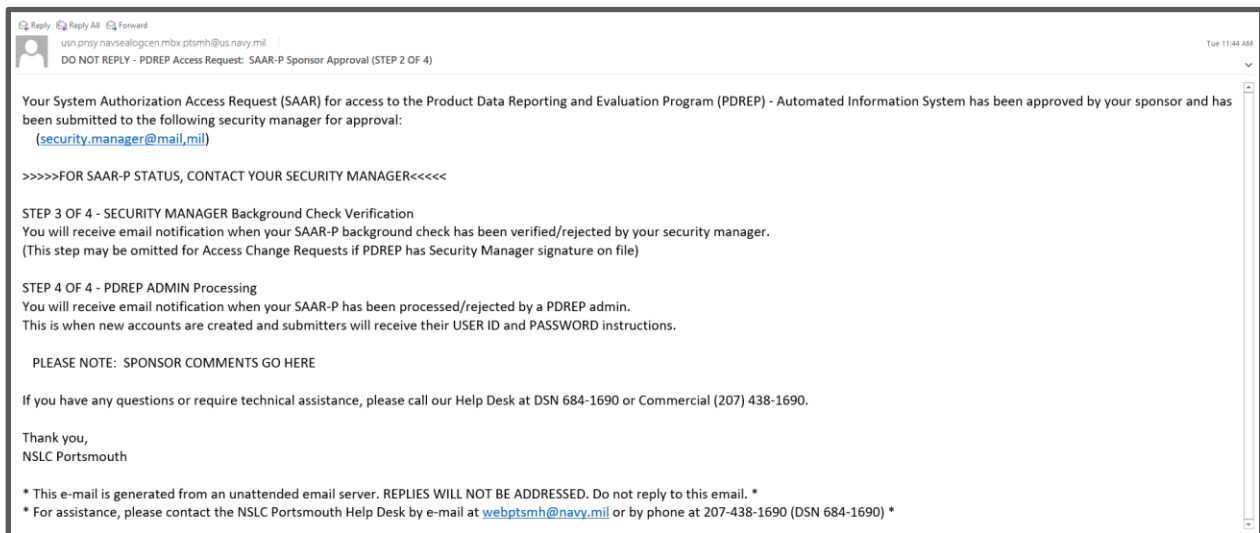 Reply Reply All Forward
usn.pnsy.navsealogcen.mbx.ptsmh@us.navy.mil
Tue 11:44 AM
DO NOT REPLY - PDREP Access Request: SAAR-P Sponsor Approval (STEP 2 OF 4)
Your System Authorization Access Request (SAAR) for access to the Product Data Reporting and Evaluation Program (PDREP) - Automated Information System has been approved by your sponsor and has
been submitted to the following security manager for approval:
(security.manager@mail,mil)
>>>>>FOR SAAR-P STATUS, CONTACT YOUR SECURITY MANAGER<<<<<
STEP 3 OF 4 - SECURITY MANAGER Background Check Verification
You will receive email notification when your SAAR-P background check has been verified/rejected by your security manager.
(This step may be omitted for Access Change Requests if PDREP has Security Manager signature on file)
STEP 4 OF 4 - PDREP ADMIN Processing
You will receive email notification when your SAAR-P has been processed/rejected by a PDREP admin.
This is when new accounts are created and submitters will receive their USER ID and PASSWORD instructions.
PLEASE NOTE: SPONSOR COMMENTS GO HERE
If you have any questions or require technical assistance, please call our Help Desk at DSN 684-1690 or Commercial (207) 438-1690.
Thank you,
NSLC Portsmouth
* This e-mail is generated from an unattended email server. REPLIES WILL NOT BE ADDRESSED. Do not reply to this email. *
* For assistance, please contact the NSLC Portsmouth Help Desk by e-mail at webptsmh@navy.mil or by phone at 207-438-1690 (DSN 684-1690) *